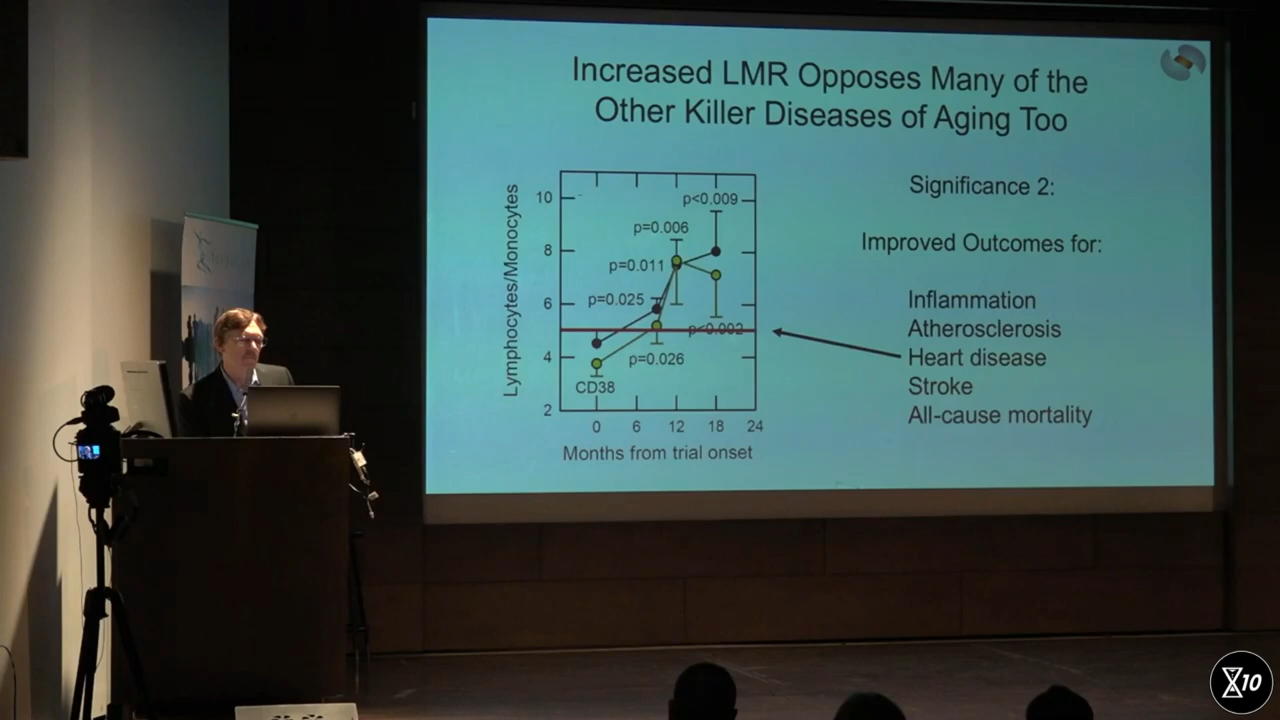 Increased LMR Opposes Many of the
Other Killer Diseases of Aging Too
Lymphocytes/Monocytes
10
8
6
4
2
p<0.009
p=0.006
p=0.011
p=0.025
p<0.002
p=0.026
CD38
0 6 12 18 24
Months from trial onset
Significance 2:
Improved Outcomes for:
Inflammation
Atherosclerosis
Heart disease
Stroke
All-cause mortality
10